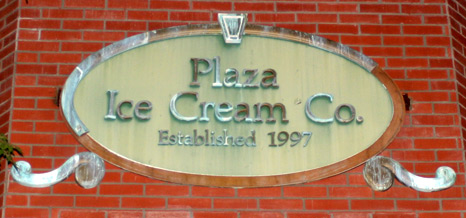 Plaza
Ice Cream Co.
Established 1997